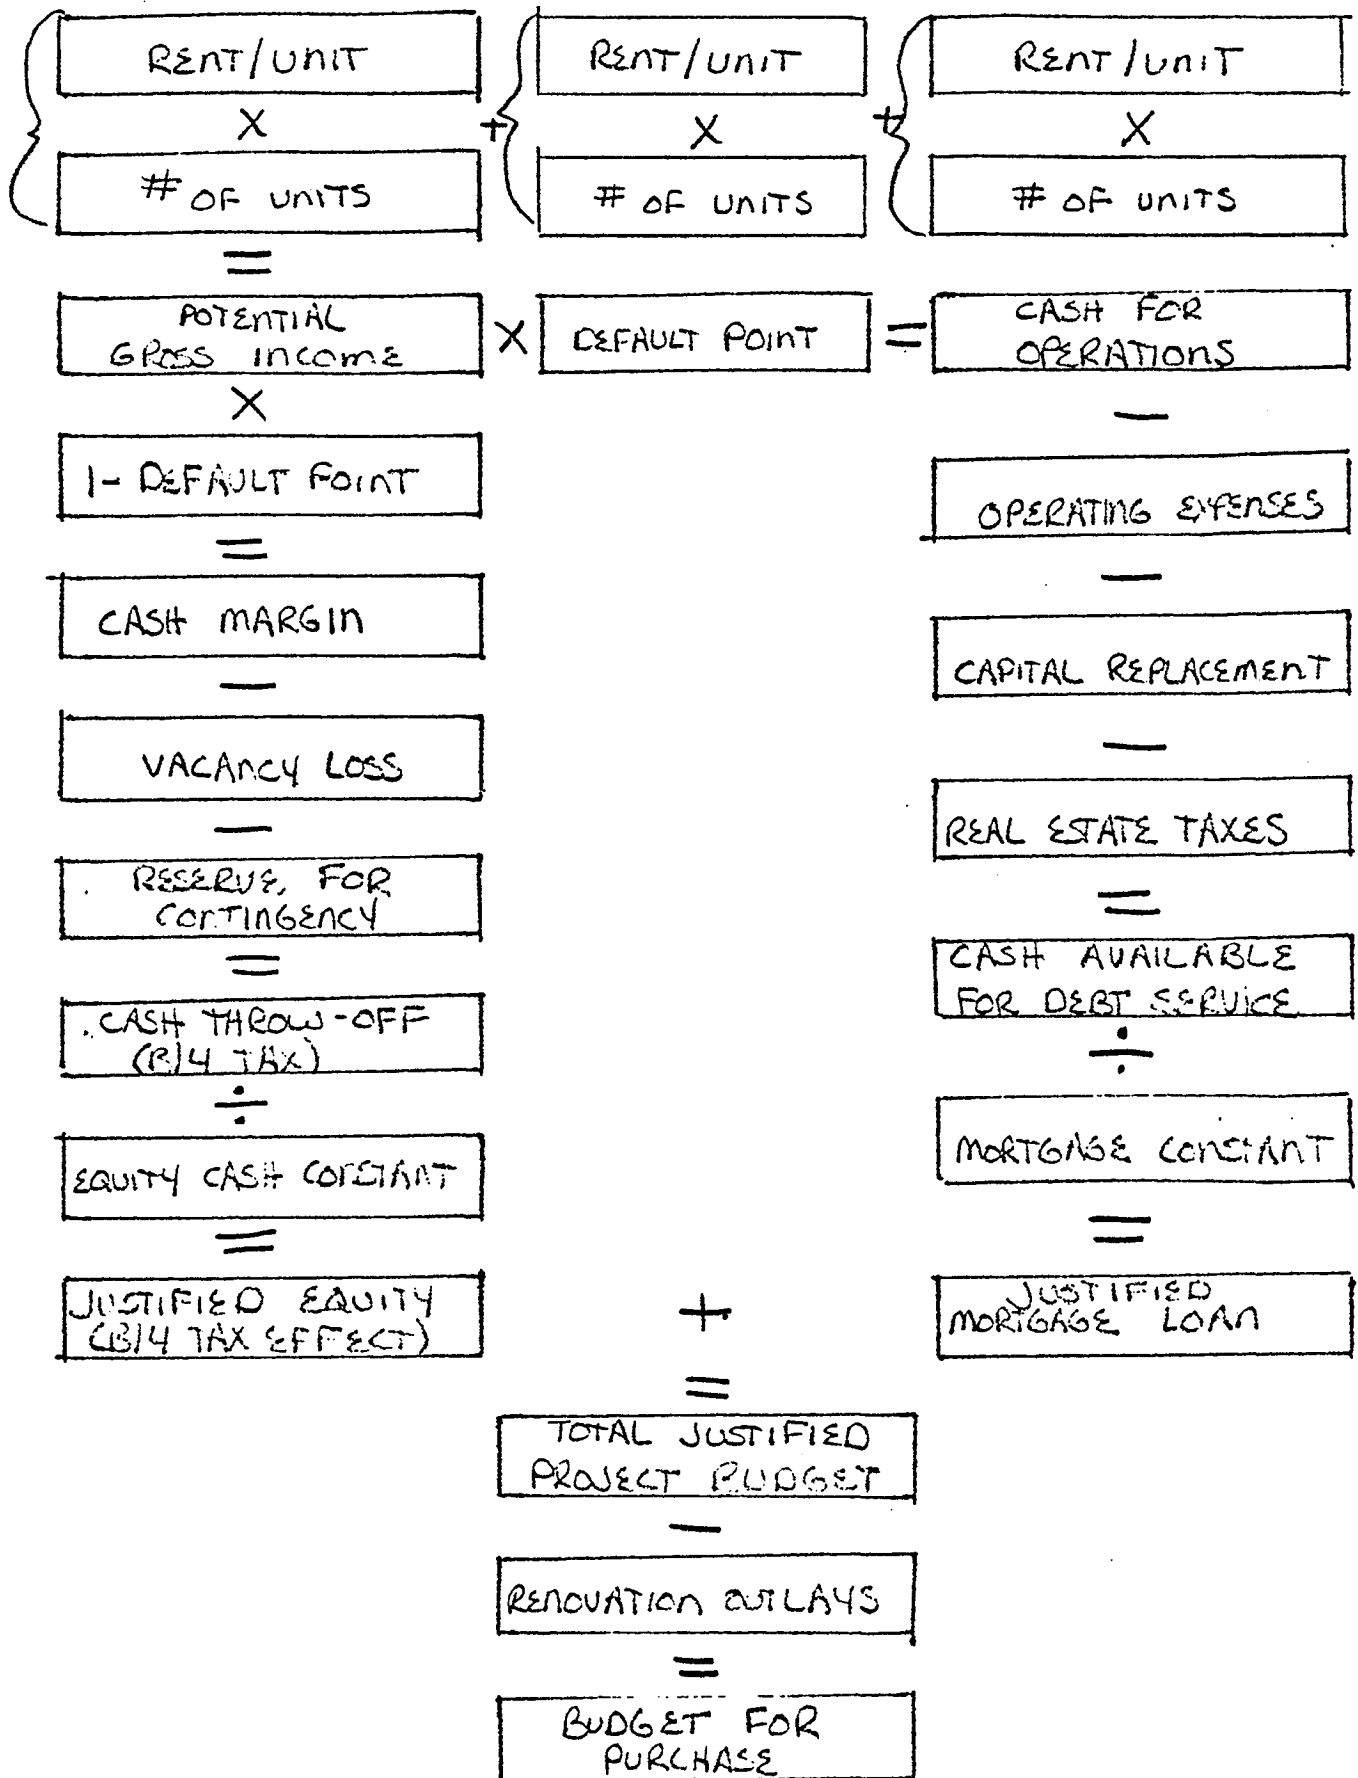 RENT/UNIT RENT/UNIT RENT/UNIT
X + X + X
# OF UNITS # OF UNITS # OF UNITS
=
POTENTIAL
GROSS INCOME
X
DEFAULT POINT
=
CASH FOR
OPERATIONS
X
1- DEFAULT POINT
=
CASH MARGIN
—
VACANCY LOSS
—
RESERVE FOR
CONTINGENCY
=
CASH THROW-OFF
(B/4 TAX)
÷
EQUITY CASH CONSTANT
=
JUSTIFIED EQUITY
(B/4 TAX EFFECT)
—
OPERATING EXPENSES
—
CAPITAL REPLACEMENT
—
REAL ESTATE TAXES
=
CASH AVAILABLE
FOR DEBT SERVICE
÷
MORTGAGE CONSTANT
=
JUSTIFIED
MORTGAGE LOAN
+
=
TOTAL JUSTIFIED
PROJECT BUDGET
—
RENOVATION OUTLAYS
=
BUDGET FOR
PURCHASE